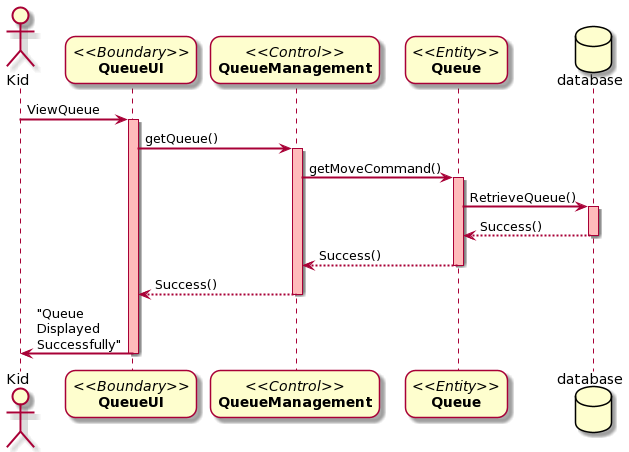 Kid
<<Boundary>>
QueueUI
<<Control>>
QueueManagement
<<Entity>>
Queue
database
ViewQueue
getQueue()
getMoveCommand()
RetrieveQueue()
Success()
Success()
Success()
"Queue
Displayed
Successfully"
Kid
<<Boundary>>
QueueUI
<<Control>>
QueueManagement
<<Entity>>
Queue
database